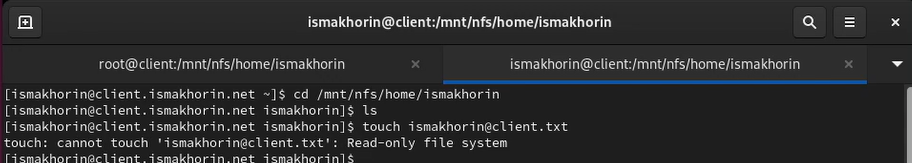 ismakhorin@client:/mnt/nfs/home/ismakhorin
root@client:/mnt/nfs/home/ismakhorin
ismakhorin@client:/mnt/nfs/home/ismakhorin
[ismakhorin@client.ismakhorin.net ~]$ cd /mnt/nfs/home/ismakhorin
[ismakhorin@client.ismakhorin.net ismakhorin]$ ls
[ismakhorin@client.ismakhorin.net ismakhorin]$ touch ismakhorin@client.txt
touch: cannot touch 'ismakhorin@client.txt': Read-only file system
[ismakhorin@client.ismakhorin.net ismakhorin]$